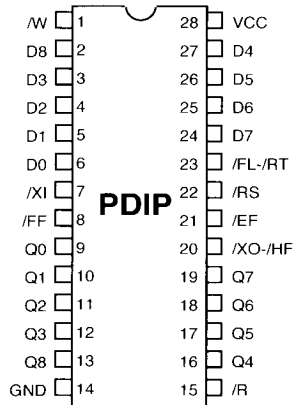 /W 1 28 VCC
D8 2 27 D4
D3 3 26 D5
D2 4 25 D6
D1 5 24 D7
D0 6 23 /FL-/RT
/XI 7 22 /RS
PDIP
/FF 8 21 /EF
Q0 9 20 /XO-/HF
Q1 10 19 Q7
Q2 11 18 Q6
Q3 12 17 Q5
Q8 13 16 Q4
GND 14 15 /R